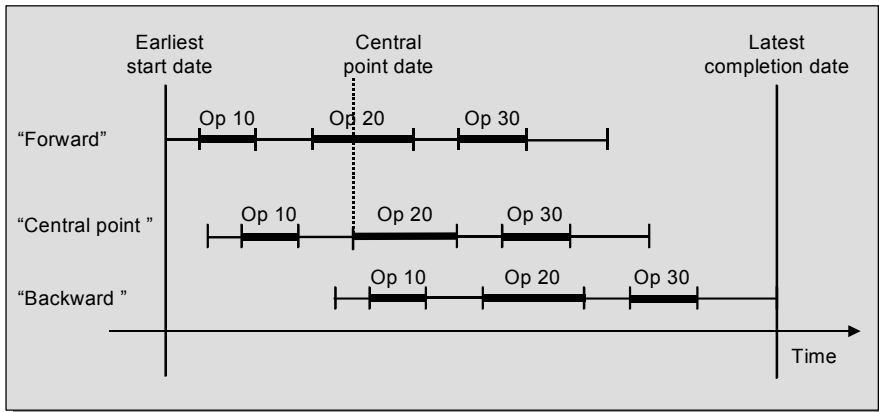 Earliest
start date
Central
point date
Latest
completion date
“Forward”
Op 10
Op 20
Op 30
“Central point ”
Op 10
Op 20
Op 30
“Backward ”
Op 10
Op 20
Op 30
Time